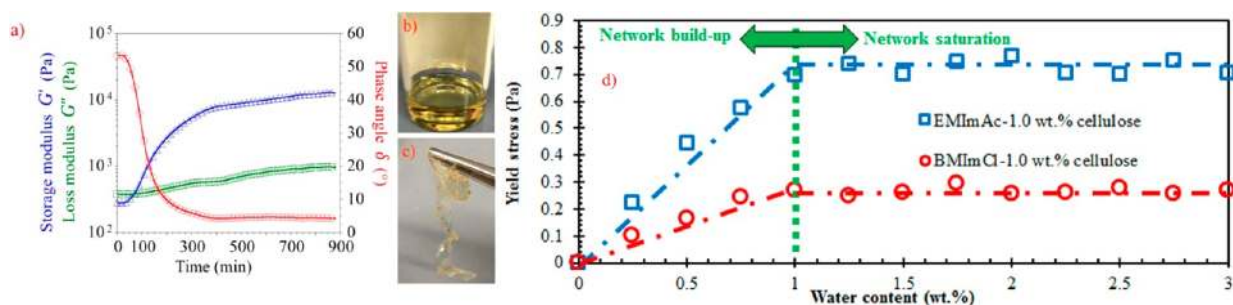 a)
10⁵
10⁴
10³
10²
Storage modulus G' (Pa)
Loss modulus G" (Pa)
0 100 300 500 700 900
Time (min)
60
50
40
30
20
10
0
Phase angle δ (°)
b)
c)
d)
Network build-up
Network saturation
0.9
0.8
0.7
0.6
0.5
0.4
0.3
0.2
0.1
0
Yield stress (Pa)
EMImAc-1.0 wt.% cellulose
BMImCl-1.0 wt.% cellulose
0 0.5 1 1.5 2 2.5 3
Water content (wt.%)